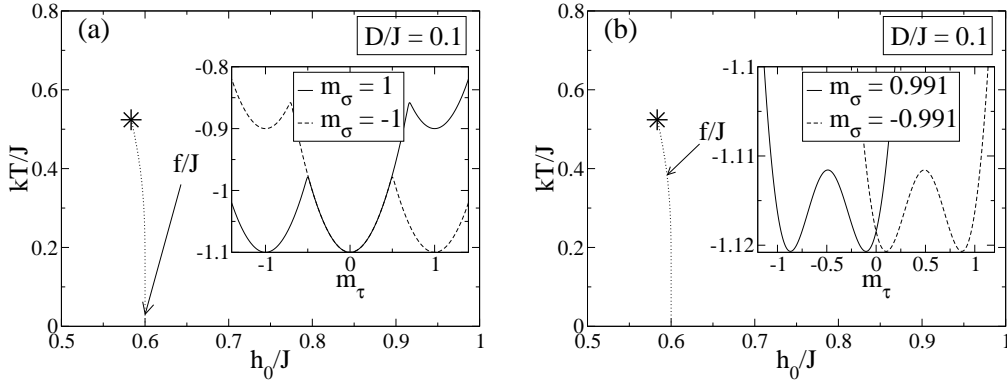 (a)
D/J = 0.1
0.8
0.6
0.4
0.2
0
kT/J
0.5 0.6 0.7 0.8 0.9 1
h₀/J
f/J
-0.8
-0.9
-1
-1.1
m_σ = 1
m_σ = -1
-1 0 1
m_τ
(b)
D/J = 0.1
0.8
0.6
0.4
0.2
0
kT/J
0.5 0.6 0.7 0.8 0.9 1
h₀/J
f/J
-1.1
-1.11
-1.120
m_σ = 0.991
m_σ = -0.991
-1 -0.5 0 0.5 1
m_τ